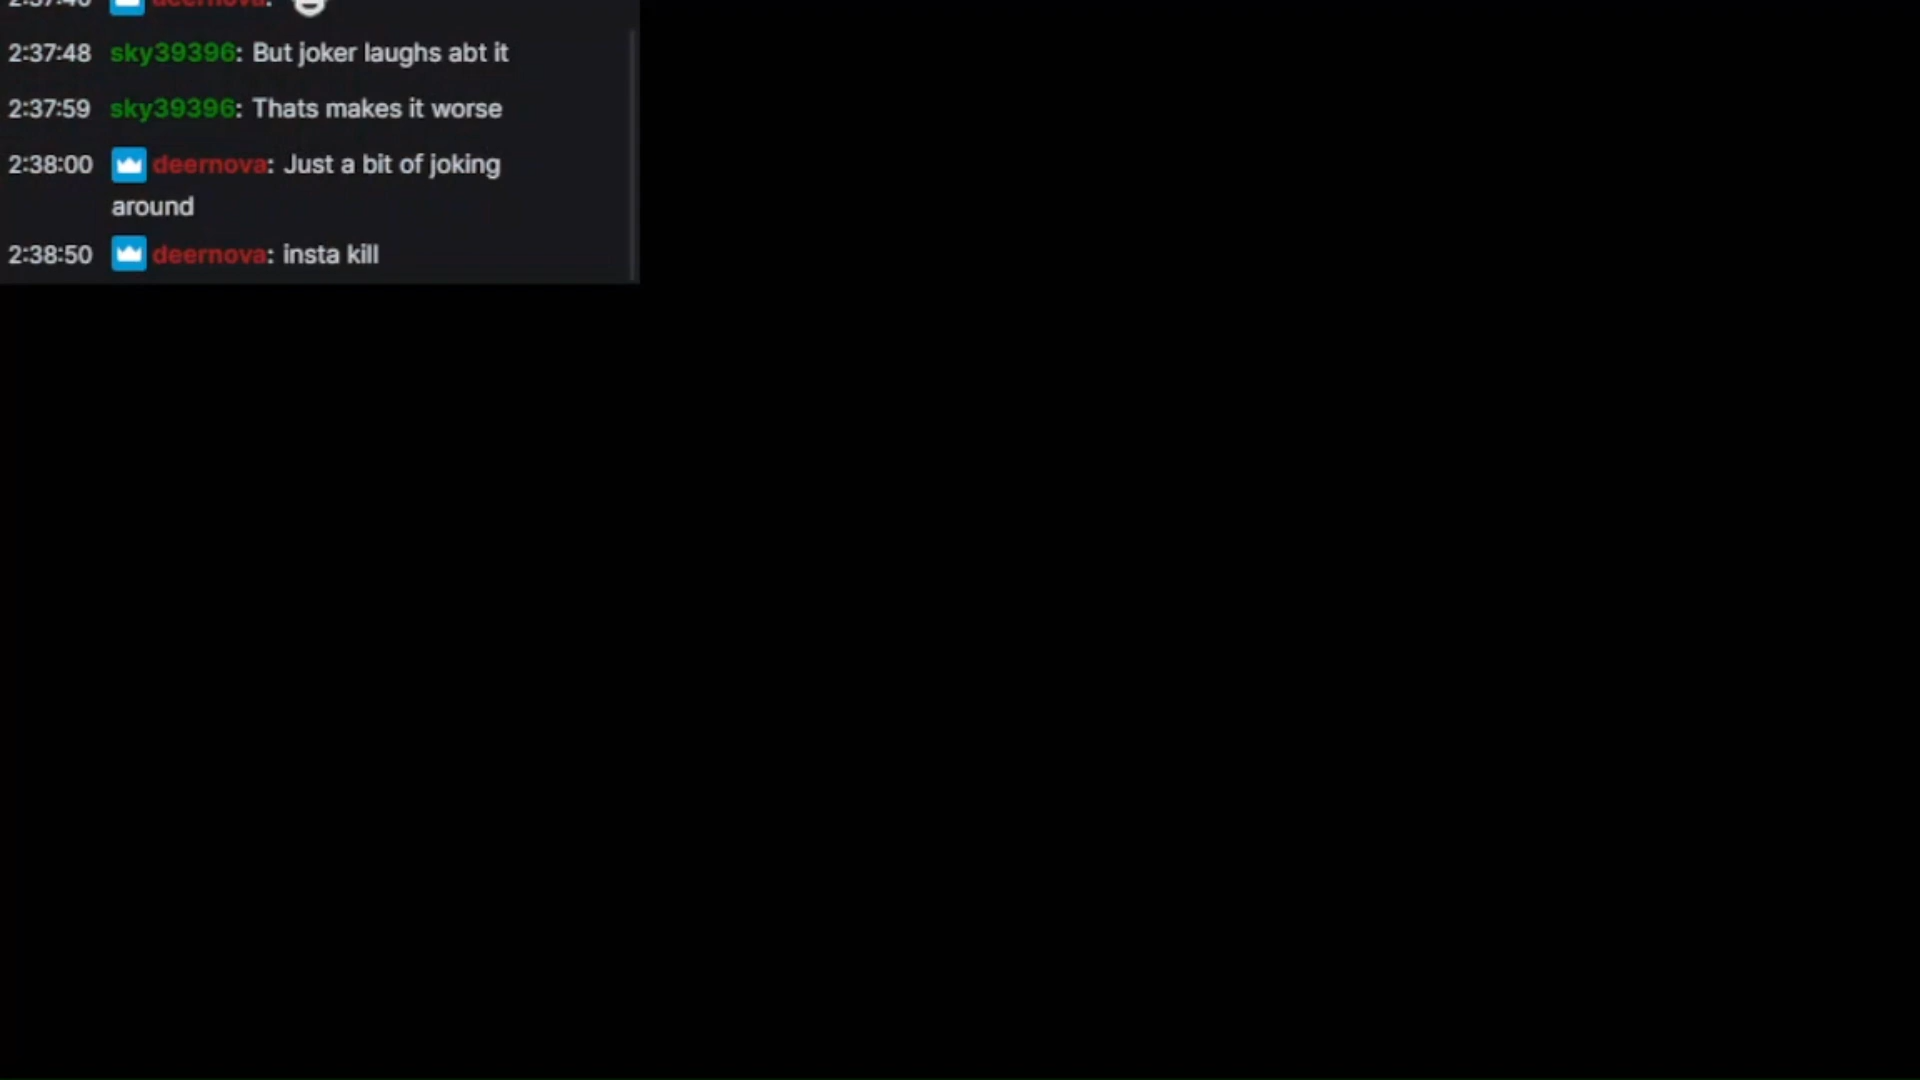 deernova:
2:37:48 sky39396: But joker laughs abt it
2:37:59 sky39396: Thats makes it worse
2:38:00 deernova: Just a bit of joking
around
2:38:50 deernova: insta kill